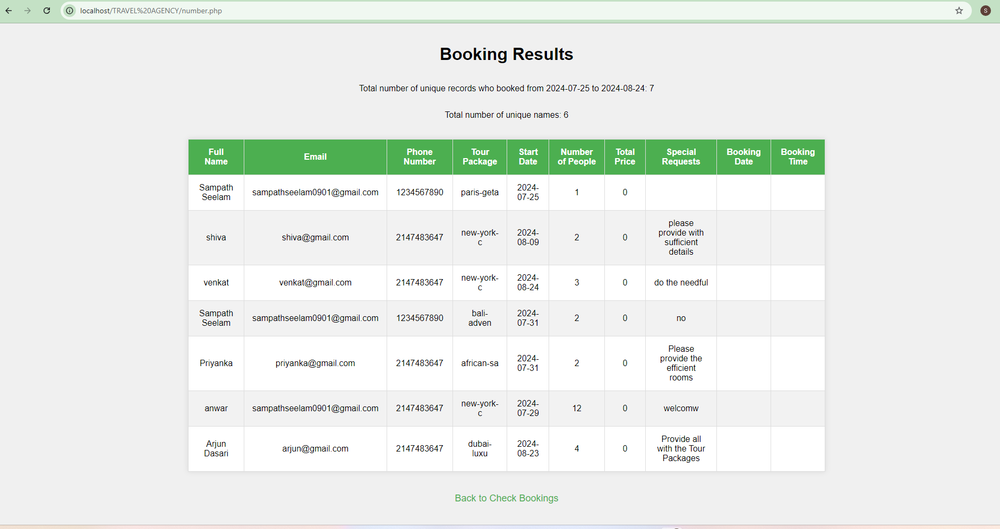 localhost/TRAVEL%20AGENCY/number.php
S
Booking Results
Total number of unique records who booked from 2024-07-25 to 2024-08-24: 7
Total number of unique names: 6
Full Name Email Phone Number Tour Package Start Date Number of People Total Price Special Requests Booking Date Booking Time
Sampath Seelam sampathseelam0901@gmail.com 1234567890 paris-geta 2024-07-25 1 0
shiva shiva@gmail.com 2147483647 new-york-c 2024-08-09 2 0 please provide with sufficient details
venkat venkat@gmail.com 2147483647 new-york-c 2024-08-24 3 0 do the needful
Sampath Seelam sampathseelam0901@gmail.com 1234567890 bali-adven 2024-07-31 2 0 no
Priyanka priyanka@gmail.com 2147483647 african-sa 2024-07-31 2 0 Please provide the efficient rooms
anwar sampathseelam0901@gmail.com 2147483647 new-york-c 2024-07-29 12 0 welcomw
Arjun Dasari arjun@gmail.com 2147483647 dubai-luxu 2024-08-23 4 0 Provide all with the Tour Packages
Back to Check Bookings